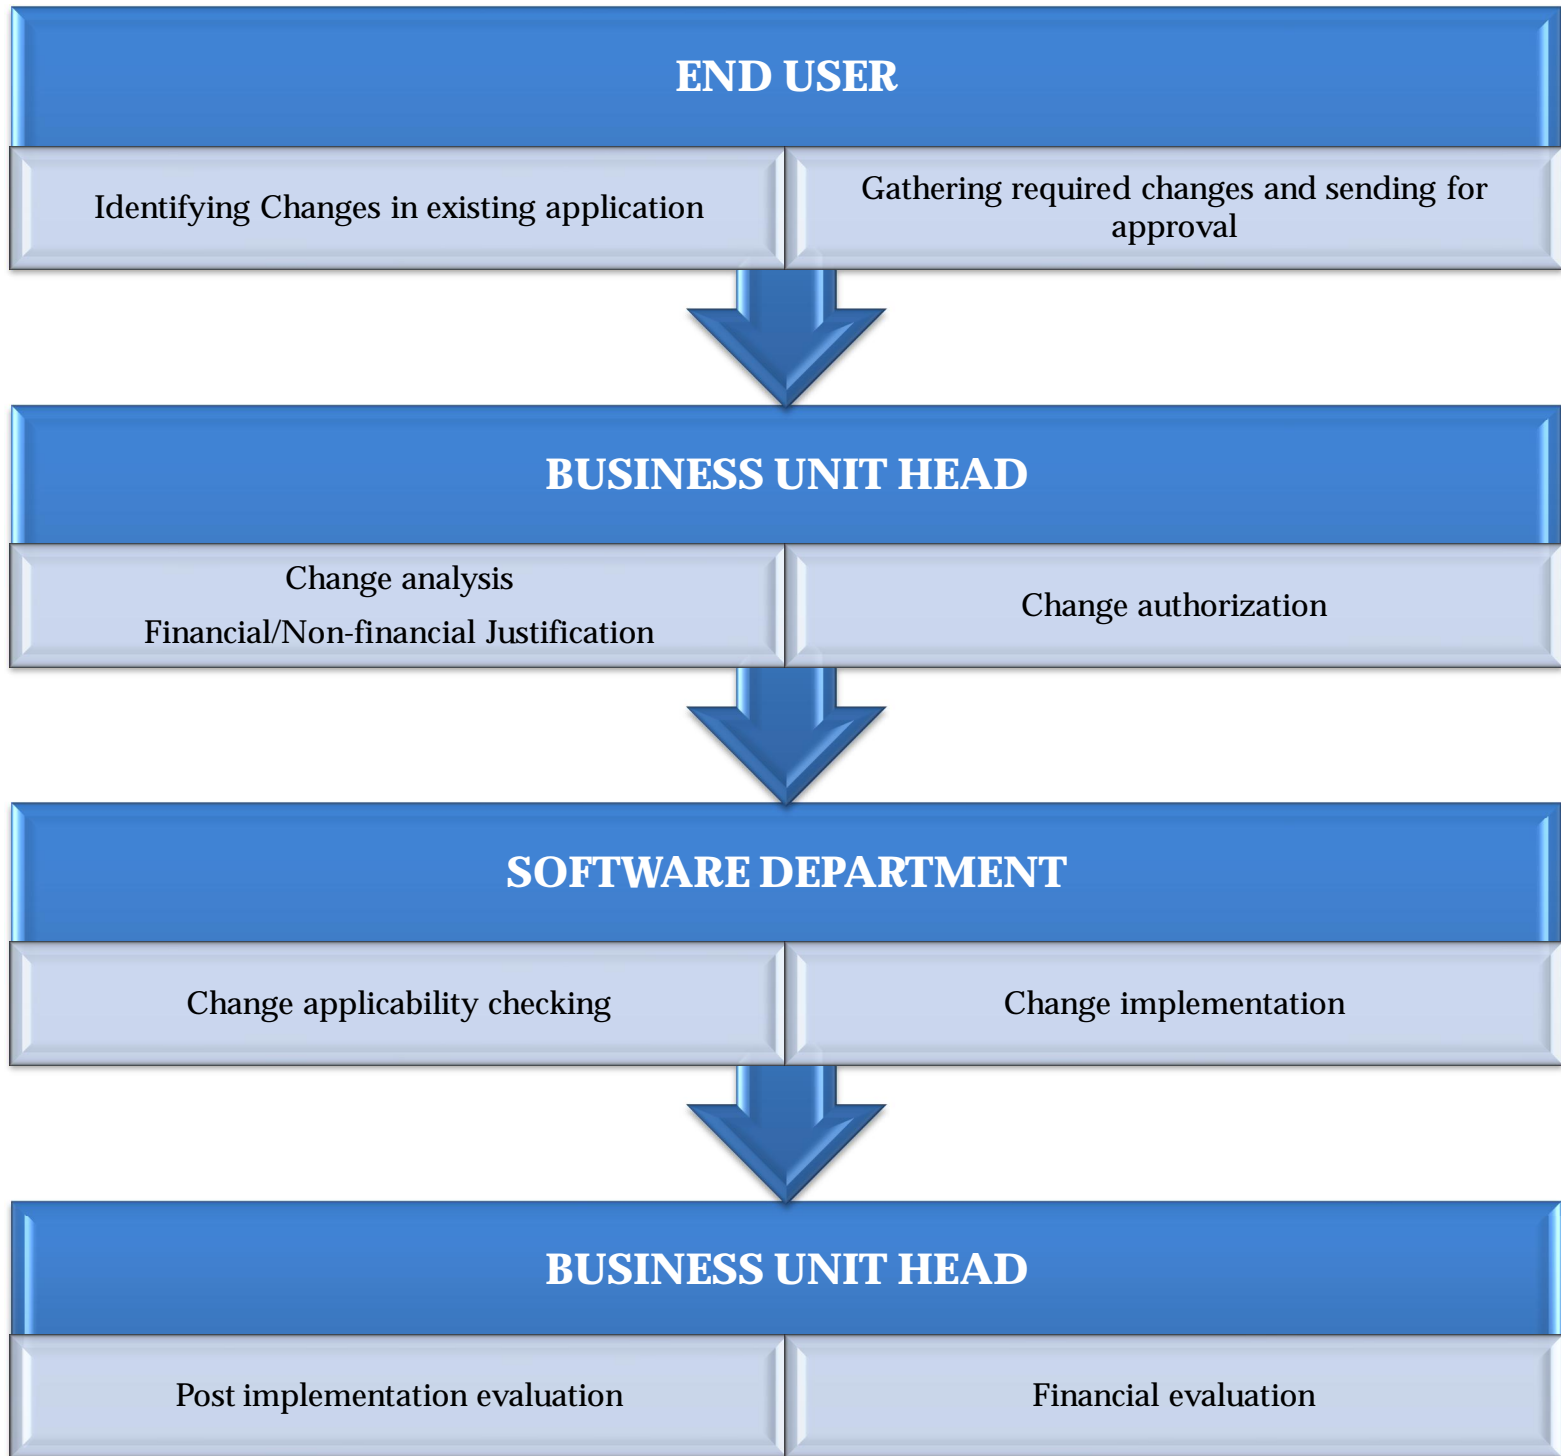 END USER
Identifying Changes in existing application
Gathering required changes and sending for
approval
BUSINESS UNIT HEAD
Change analysis
Financial/Non-financial Justification
Change authorization
SOFTWARE DEPARTMENT
Change applicability checking
Change implementation
BUSINESS UNIT HEAD
Post implementation evaluation
Financial evaluation